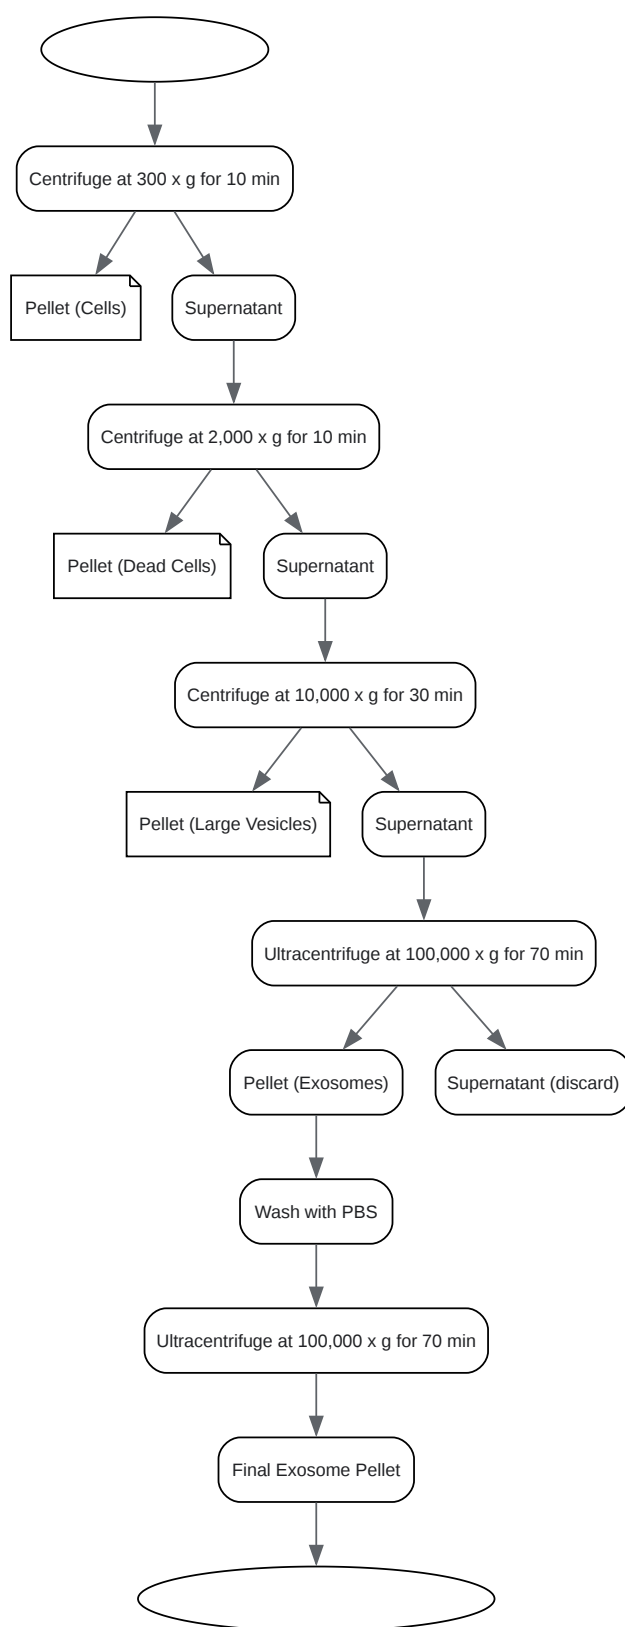 Centrifuge at 300 x g for 10 min
Pellet (Cells)
Supernatant
Centrifuge at 2,000 x g for 10 min
Pellet (Dead Cells)
Supernatant
Centrifuge at 10,000 x g for 30 min
Pellet (Large Vesicles)
Supernatant
Ultracentrifuge at 100,000 x g for 70 min
Pellet (Exosomes)
Supernatant (discard)
Wash with PBS
Ultracentrifuge at 100,000 x g for 70 min
Final Exosome Pellet